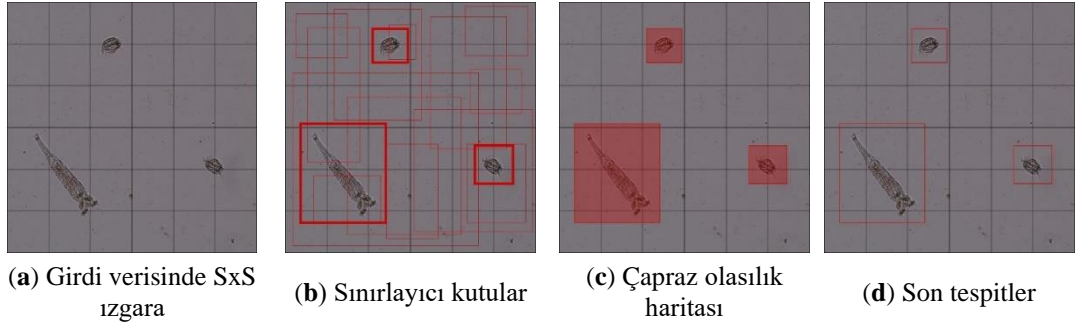 (a) Girdi verisinde SxS
ızgara
(b) Sınırlayıcı kutular
(c) Çapraz olasılık
haritası
(d) Son tespitler